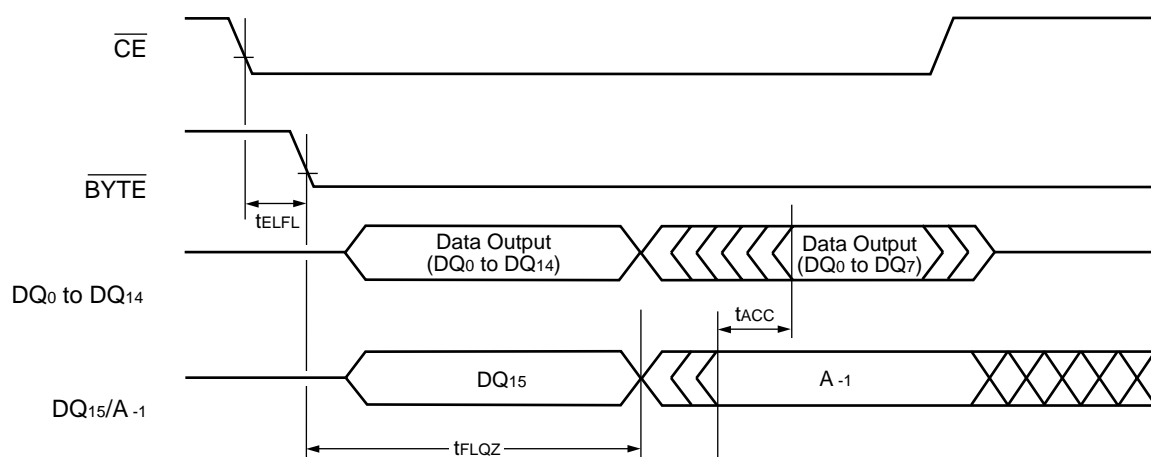 CE
BYTE
tELFL
Data Output
(DQ0 to DQ14)
Data Output
(DQ0 to DQ7)
DQ0 to DQ14
tACC
DQ15
A -1
DQ15/A -1
tFLQZ